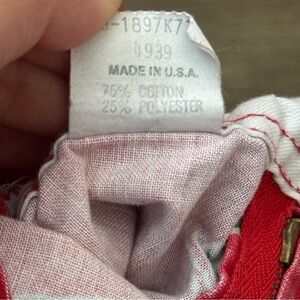 4939
MADE IN U.S.A.
75% COTTON
25% POLYESTER